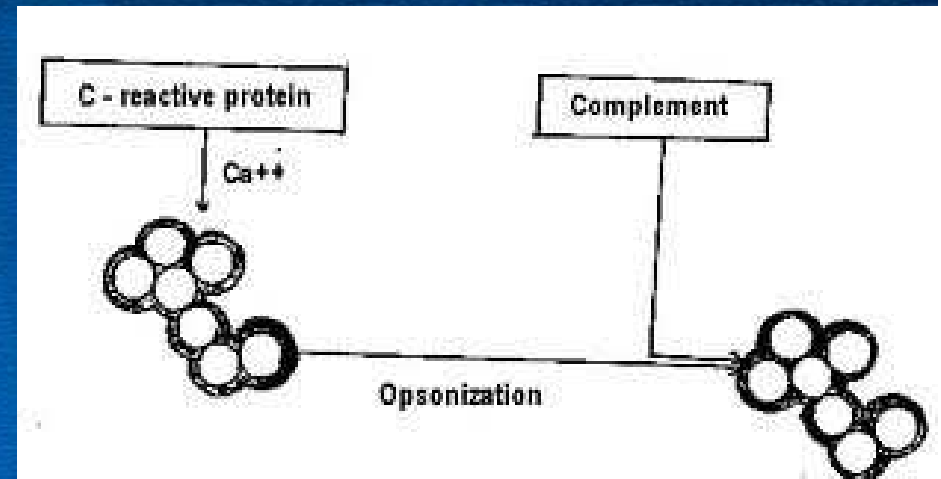 C - reactive protein
Complement
Ca++
Opsonization